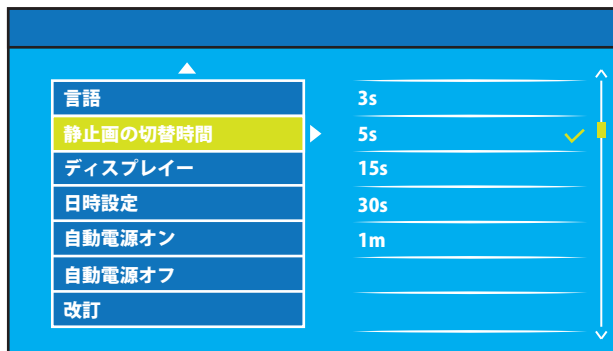 言語
静止画の切替時間
ディスプレイー
日時設定
自動電源オン
自動電源オフ
改訂
3s
5s
15s
30s
1m